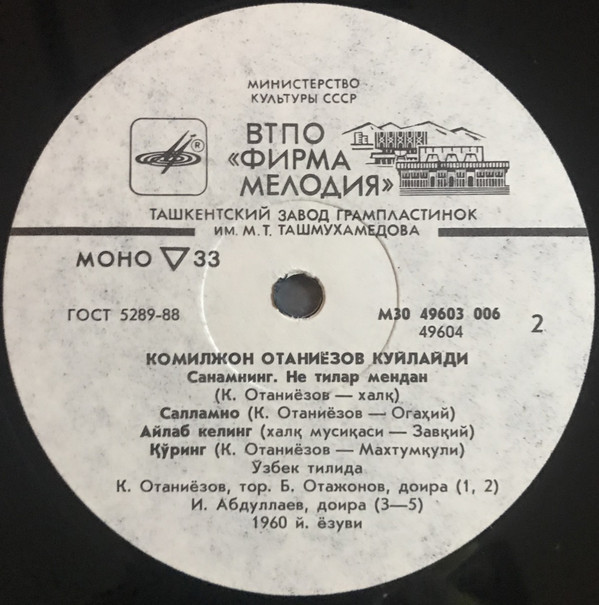 МИНИСТЕРСТВО
КУЛЬТУРЫ СССР
ВТПО
«ФИРМА
МЕЛОДИЯ»
®
ТАШКЕНТСКИЙ ЗАВОД ГРАМПЛАСТИНОК
ИМ. М. Т. ТАШМУХАМЕДОВА
МОНО 33
ГОСТ 5289-88
М30 49603 006
49604
2
КОМИЛЖОН ОТАНИЁЗОВ КУЙЛАЙДИ
Санамнинг. Не тилар мендан
(К. Отаниёзов — халқ)
Салламно (К. Отаниёзов — Огаҳий)
Айлаб келинг (халқ мусиқаси — Завқий)
Кўринг (К. Отаниёзов — Махтумқули)
Ўзбек тилида
К. Отаниёзов, тор. Б. Отажонов, доира (1, 2)
И. Абдуллаев, доира (3—5)
1960 й. ёзуви